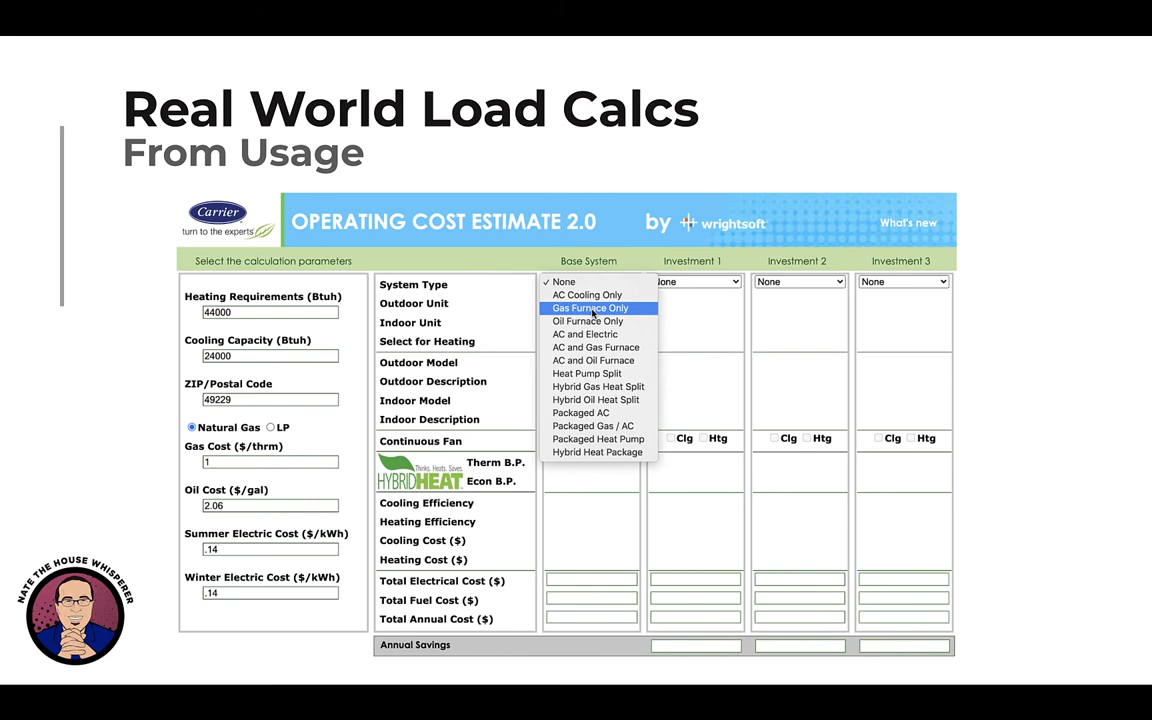 Real World Load Calcs
From Usage
Carrier
turn to the experts
OPERATING COST ESTIMATE 2.0
by wrightsoft
What's new
Select the calculation parameters
Base System
Investment 1
Investment 2
Investment 3
Heating Requirements (Btuh)
44000
Cooling Capacity (Btuh)
24000
ZIP/Postal Code
49229
Natural Gas LP
Gas Cost ($/thrm)
1
Oil Cost ($/gal)
2.06
Summer Electric Cost ($/kWh)
.14
Winter Electric Cost ($/kWh)
.14
System Type
Outdoor Unit
Indoor Unit
Select for Heating
Outdoor Model
Outdoor Description
Indoor Model
Indoor Description
Continuous Fan
HYBRID HEAT
Thinks. Heats. Saves.
Therm B.P.
Econ B.P.
Cooling Efficiency
Heating Efficiency
Cooling Cost ($)
Heating Cost ($)
Total Electrical Cost ($)
Total Fuel Cost ($)
Total Annual Cost ($)
Annual Savings
✓ None
AC Cooling Only
Gas Furnace Only
Oil Furnace Only
AC and Electric
AC and Gas Furnace
AC and Oil Furnace
Heat Pump Split
Hybrid Gas Heat Split
Hybrid Oil Heat Split
Packaged AC
Packaged Gas / AC
Packaged Heat Pump
Hybrid Heat Package
None
None
None
Clg Htg
Clg Htg
Clg Htg
NATE THE HOUSE WHISPERER